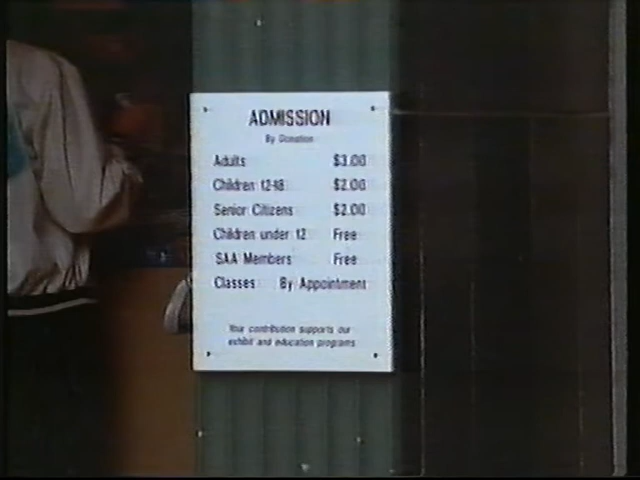 ADMISSION
By Donation
Adults $3.00
Children 12-18 $2.00
Senior Citizens $2.00
Children under 12 Free
SAA Members Free
Classes By Appointment
Your contribution supports our
exhibit and education programs